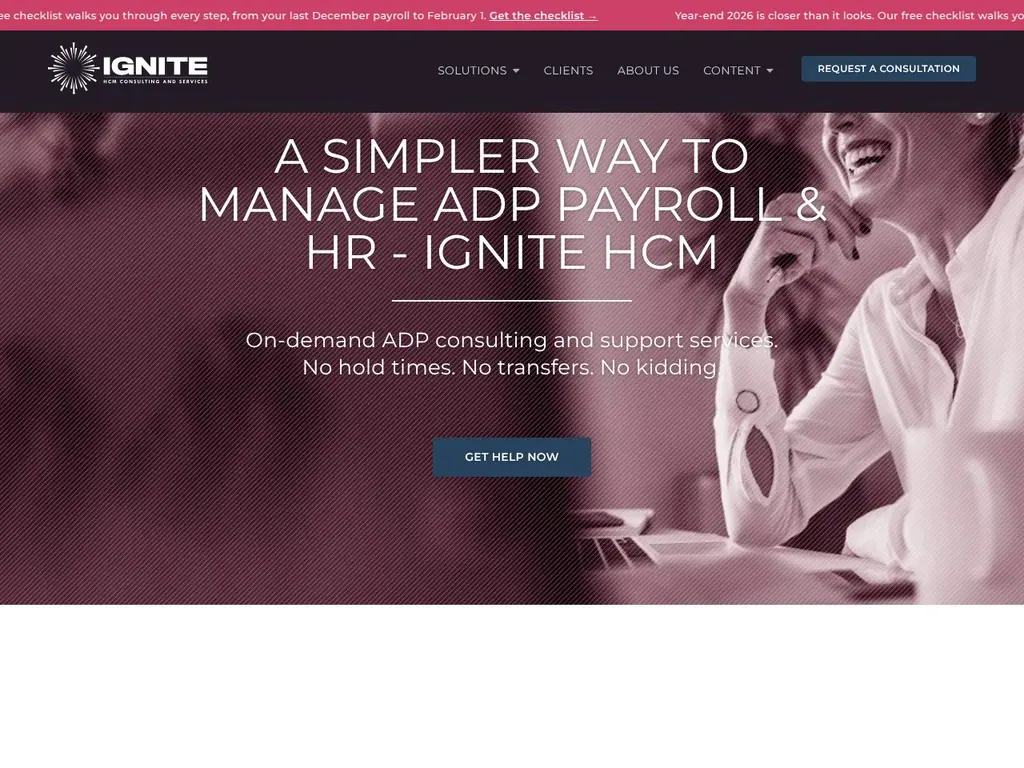 checklist walks you through every step, from your last December payroll to February 1. Get the checklist →
Year-end 2026 is closer than it looks. Our free checklist walks
IGNITE
HCM CONSULTING AND SERVICES
SOLUTIONS
CLIENTS
ABOUT US
CONTENT
REQUEST A CONSULTATION
A SIMPLER WAY TO
MANAGE ADP PAYROLL &
HR - IGNITE HCM
On-demand ADP consulting and support services.
No hold times. No transfers. No kidding.
GET HELP NOW